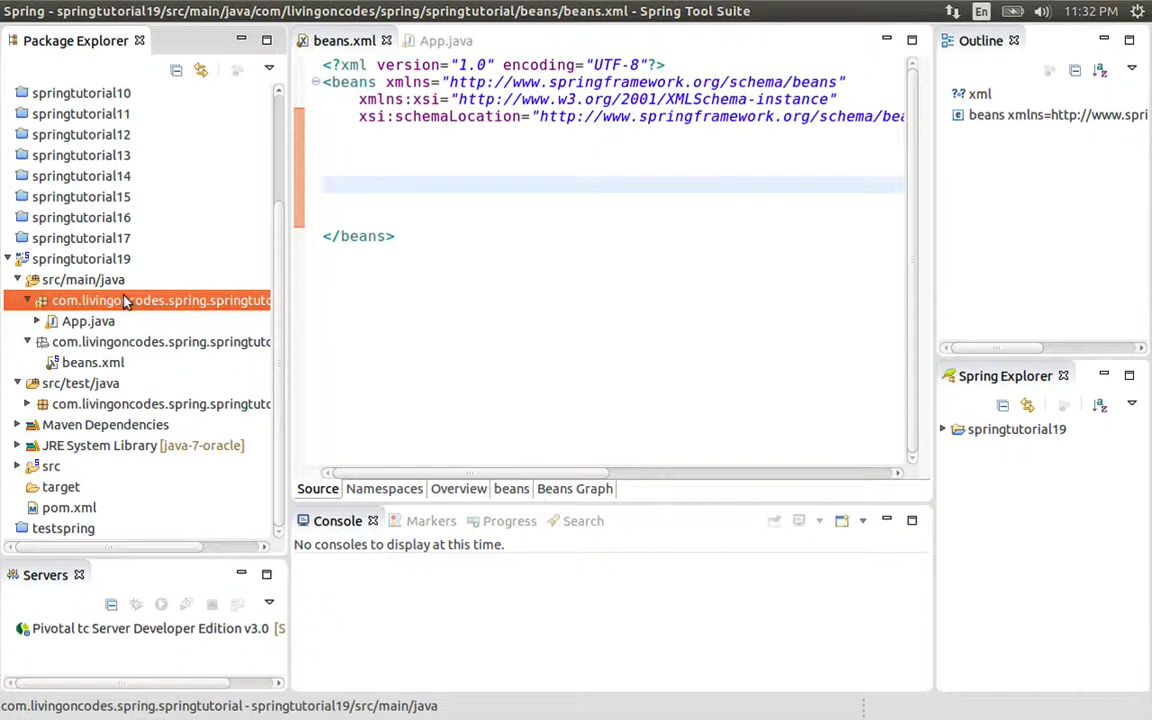 Spring - springtutorial19/src/main/java/com/livingoncodes/spring/springtutorial/beans/beans.xml - Spring Tool Suite
En
11:32 PM
Package Explorer
springtutorial10
springtutorial11
springtutorial12
springtutorial13
springtutorial14
springtutorial15
springtutorial16
springtutorial17
springtutorial19
src/main/java
com.livingoncodes.spring.springtuto
App.java
com.livingoncodes.spring.springtuto
beans.xml
src/test/java
com.livingoncodes.spring.springtuto
Maven Dependencies
JRE System Library [java-7-oracle]
src
target
pom.xml
testspring
Servers
Pivotal tc Server Developer Edition v3.0 [S
beans.xml
App.java
<?xml version="1.0" encoding="UTF-8"?>
<beans xmlns="http://www.springframework.org/schema/beans"
xmlns:xsi="http://www.w3.org/2001/XMLSchema-instance"
xsi:schemaLocation="http://www.springframework.org/schema/bea
</beans>
Source Namespaces Overview beans Beans Graph
Console Markers Progress Search
No consoles to display at this time.
Outline
xml
beans xmlns=http://www.spri
Spring Explorer
springtutorial19
com.livingoncodes.spring.springtutorial - springtutorial19/src/main/java